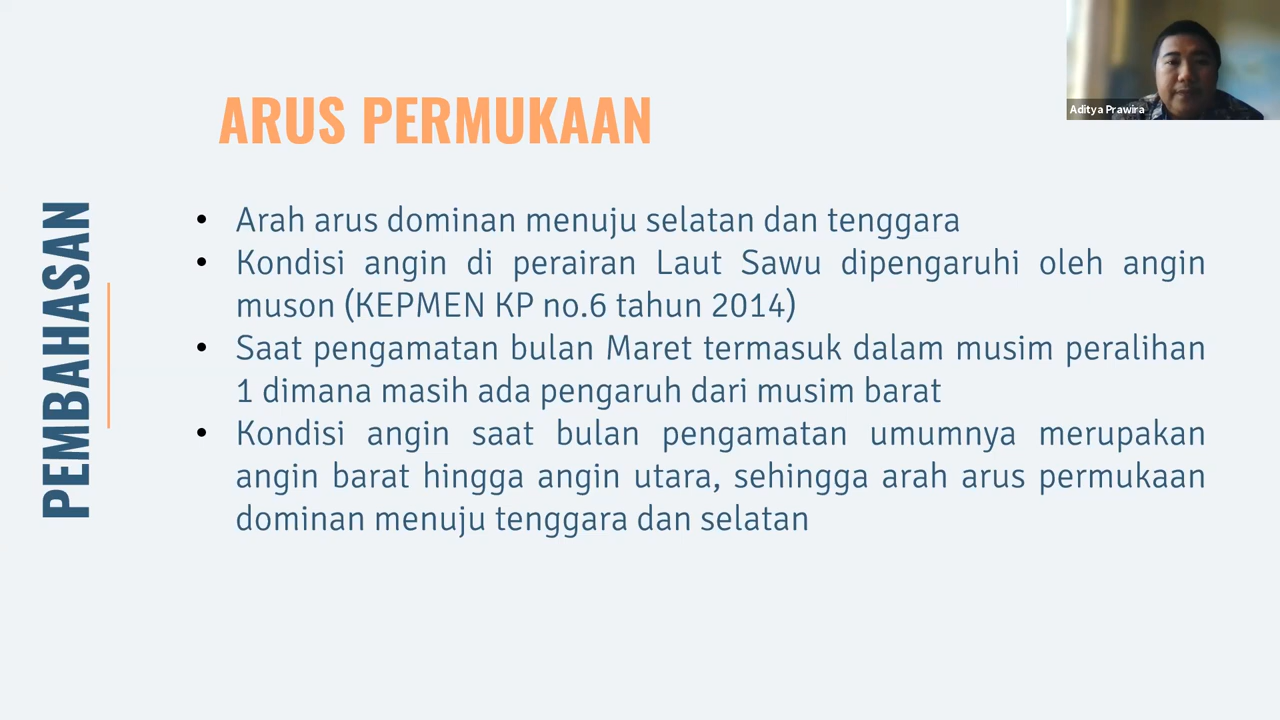 ARUS PERMUKAAN
Aditya Prawira
PEMBAHASAN
• Arah arus dominan menuju selatan dan tenggara
• Kondisi angin di perairan Laut Sawu dipengaruhi oleh angin
muson (KEPMEN KP no.6 tahun 2014)
• Saat pengamatan bulan Maret termasuk dalam musim peralihan
1 dimana masih ada pengaruh dari musim barat
• Kondisi angin saat bulan pengamatan umumnya merupakan
angin barat hingga angin utara, sehingga arah arus permukaan
dominan menuju tenggara dan selatan